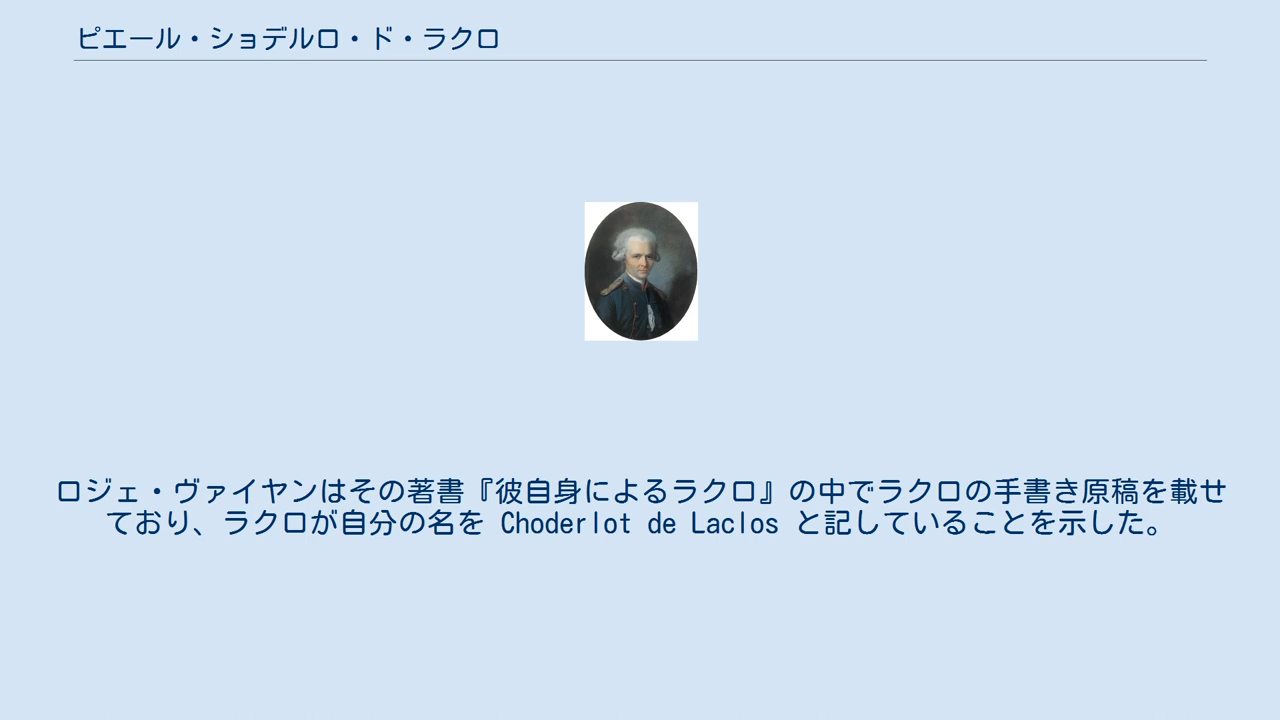 ピエール・ショデルロ・ド・ラクロ
ロジェ・ヴァイヤンはその著書『彼自身によるラクロ』の中でラクロの手書き原稿を載せ
ており、ラクロが自分の名を Choderlot de Laclos と記していることを示した。